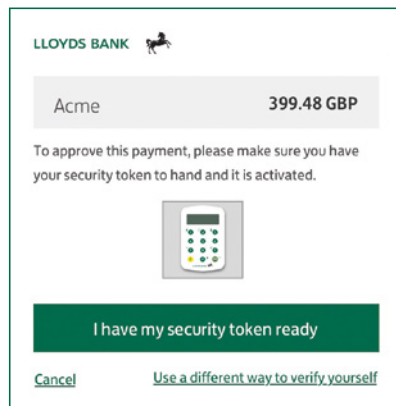 LLOYDS BANK
Acme 399.48 GBP
To approve this payment, please make sure you have
your security token to hand and it is activated.
I have my security token ready
Cancel Use a different way to verify yourself